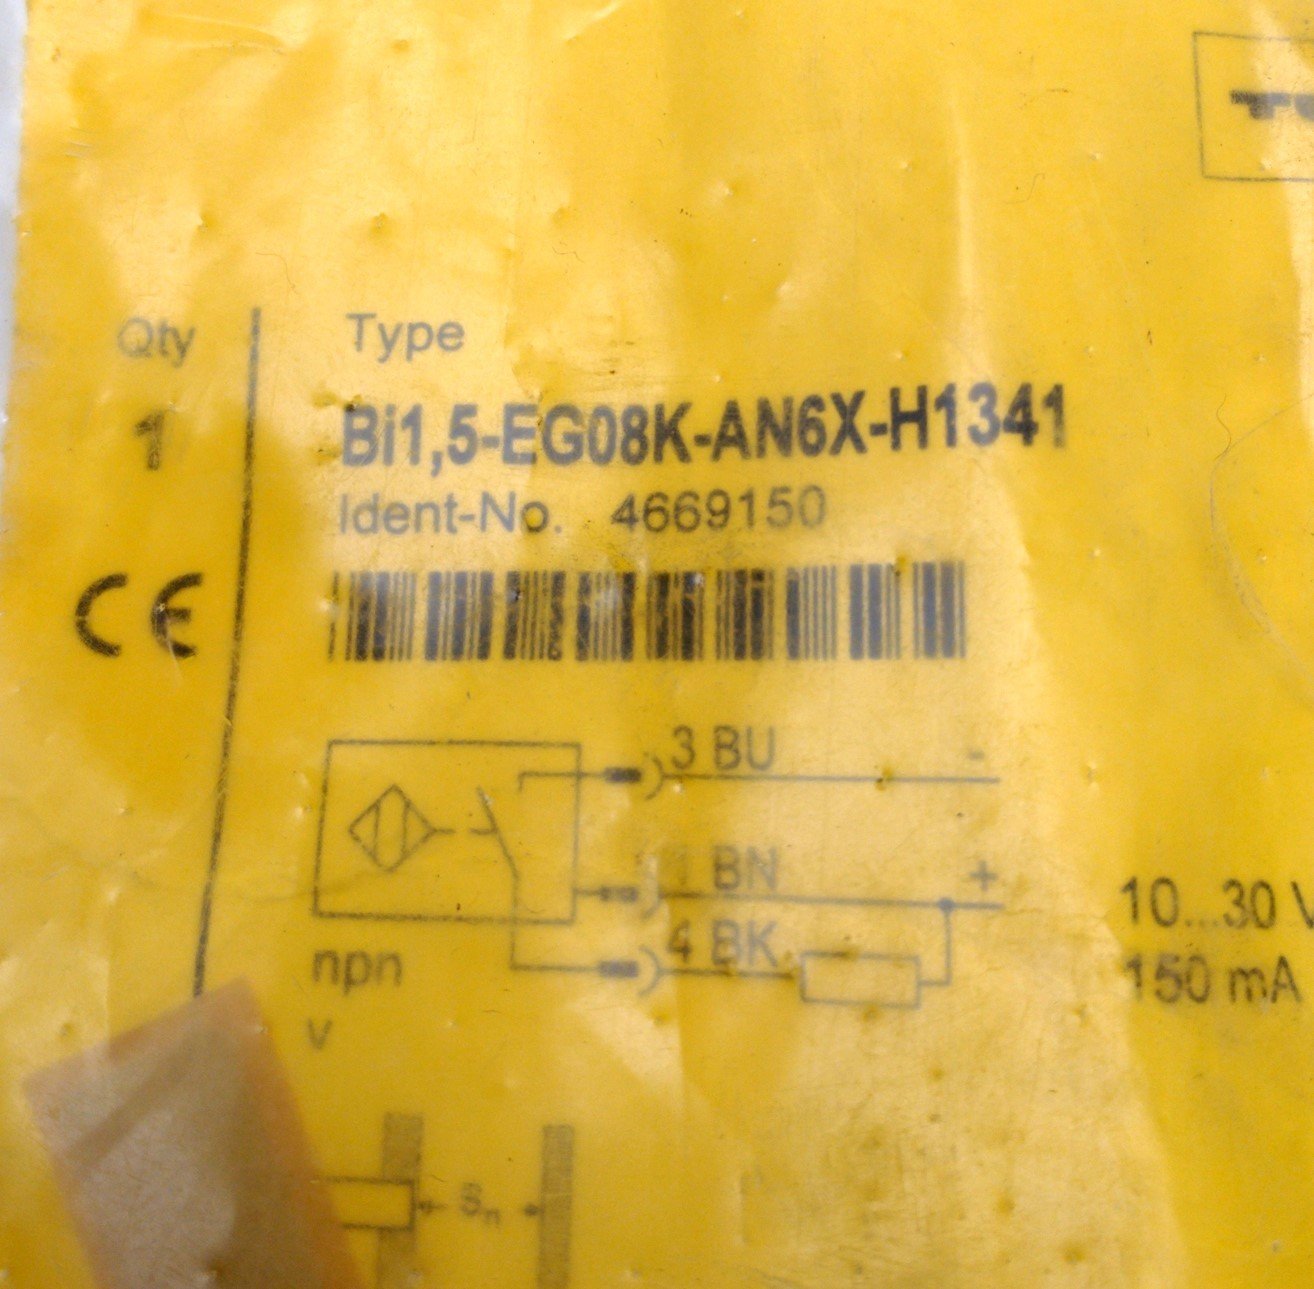 Qty
Type
1
Bi1,5-EG08K-AN6X-H1341
Ident-No. 4669150
CE
3 BU -
1 BN +
4 BK
10...30 V
150 mA
npn
v
Sn